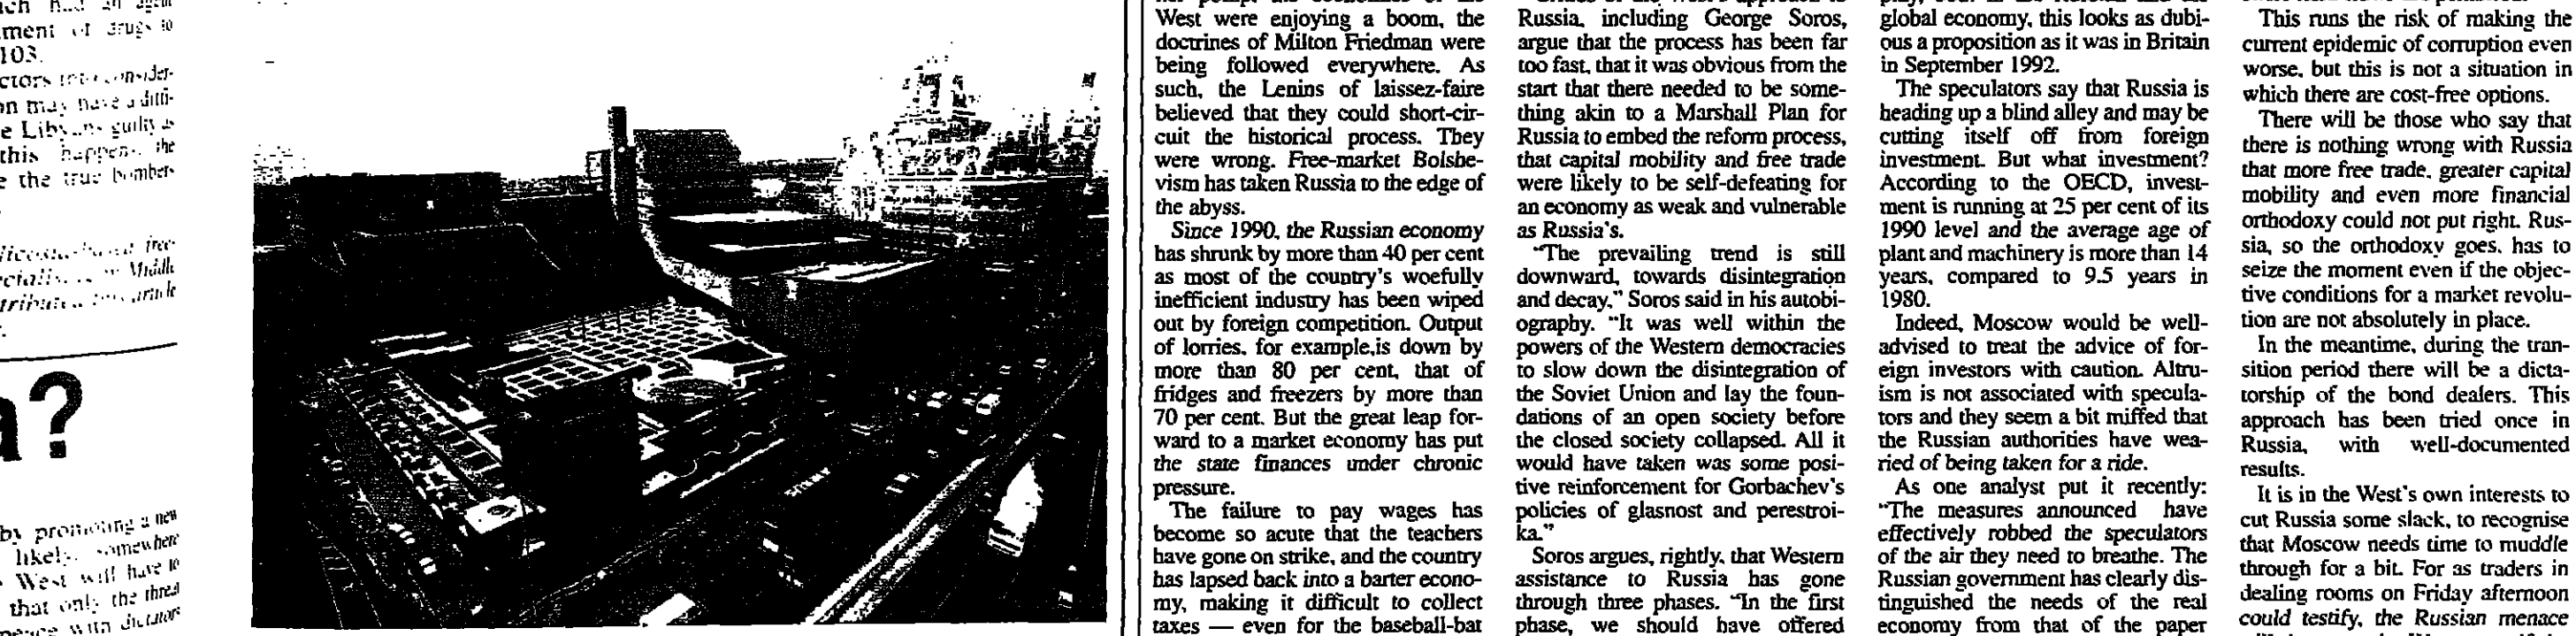 103.
this
the
a?
by promoting a new
likely, somewhere
West will have to
that only the threat
West were enjoying a boom, the
doctrines of Milton Friedman were
being followed everywhere. As
such, the Lenins of laissez-faire
believed that they could short-cir-
cuit the historical process. They
were wrong. Free-market Bolshe-
vism has taken Russia to the edge of
the abyss.
Since 1990, the Russian economy
has shrunk by more than 40 per cent
as most of the country's woefully
inefficient industry has been wiped
out by foreign competition. Output
of lorries, for example,is down by
more than 80 per cent, that of
fridges and freezers by more than
70 per cent. But the great leap for-
ward to a market economy has put
the state finances under chronic
pressure.
The failure to pay wages has
become so acute that the teachers
have gone on strike, and the country
has lapsed back into a barter econo-
my, making it difficult to collect
taxes — even for the baseball-bat
Russia, including George Soros,
argue that the process has been far
too fast, that it was obvious from the
start that there needed to be some-
thing akin to a Marshall Plan for
Russia to embed the reform process,
that capital mobility and free trade
were likely to be self-defeating for
an economy as weak and vulnerable
as Russia's.
"The prevailing trend is still
downward, towards disintegration
and decay," Soros said in his autobi-
ography. "It was well within the
powers of the Western democracies
to slow down the disintegration of
the Soviet Union and lay the foun-
dations of an open society before
the closed society collapsed. All it
would have taken was some posi-
tive reinforcement for Gorbachev's
policies of glasnost and perestroi-
ka."
Soros argues, rightly, that Western
assistance to Russia has gone
through three phases. "In the first
phase, we should have offered
global economy, this looks as dubi-
ous a proposition as it was in Britain
in September 1992.
The speculators say that Russia is
heading up a blind alley and may be
cutting itself off from foreign
investment. But what investment?
According to the OECD, invest-
ment is running at 25 per cent of its
1990 level and the average age of
plant and machinery is more than 14
years, compared to 9.5 years in
1980.
Indeed, Moscow would be well-
advised to treat the advice of for-
eign investors with caution. Altru-
ism is not associated with specula-
tors and they seem a bit miffed that
the Russian authorities have wea-
ried of being taken for a ride.
As one analyst put it recently:
"The measures announced have
effectively robbed the speculators
of the air they need to breathe. The
Russian government has clearly dis-
tinguished the needs of the real
economy from that of the paper
This runs the risk of making the
current epidemic of corruption even
worse, but this is not a situation in
which there are cost-free options.
There will be those who say that
there is nothing wrong with Russia
that more free trade, greater capital
mobility and even more financial
orthodoxy could not put right. Rus-
sia, so the orthodoxy goes, has to
seize the moment even if the objec-
tive conditions for a market revolu-
tion are not absolutely in place.
In the meantime, during the tran-
sition period there will be a dicta-
torship of the bond dealers. This
approach has been tried once in
Russia, with well-documented
results.
It is in the West's own interests to
cut Russia some slack, to recognise
that Moscow needs time to muddle
through for a bit. For as traders in
dealing rooms on Friday afternoon
could testify, the Russian menace